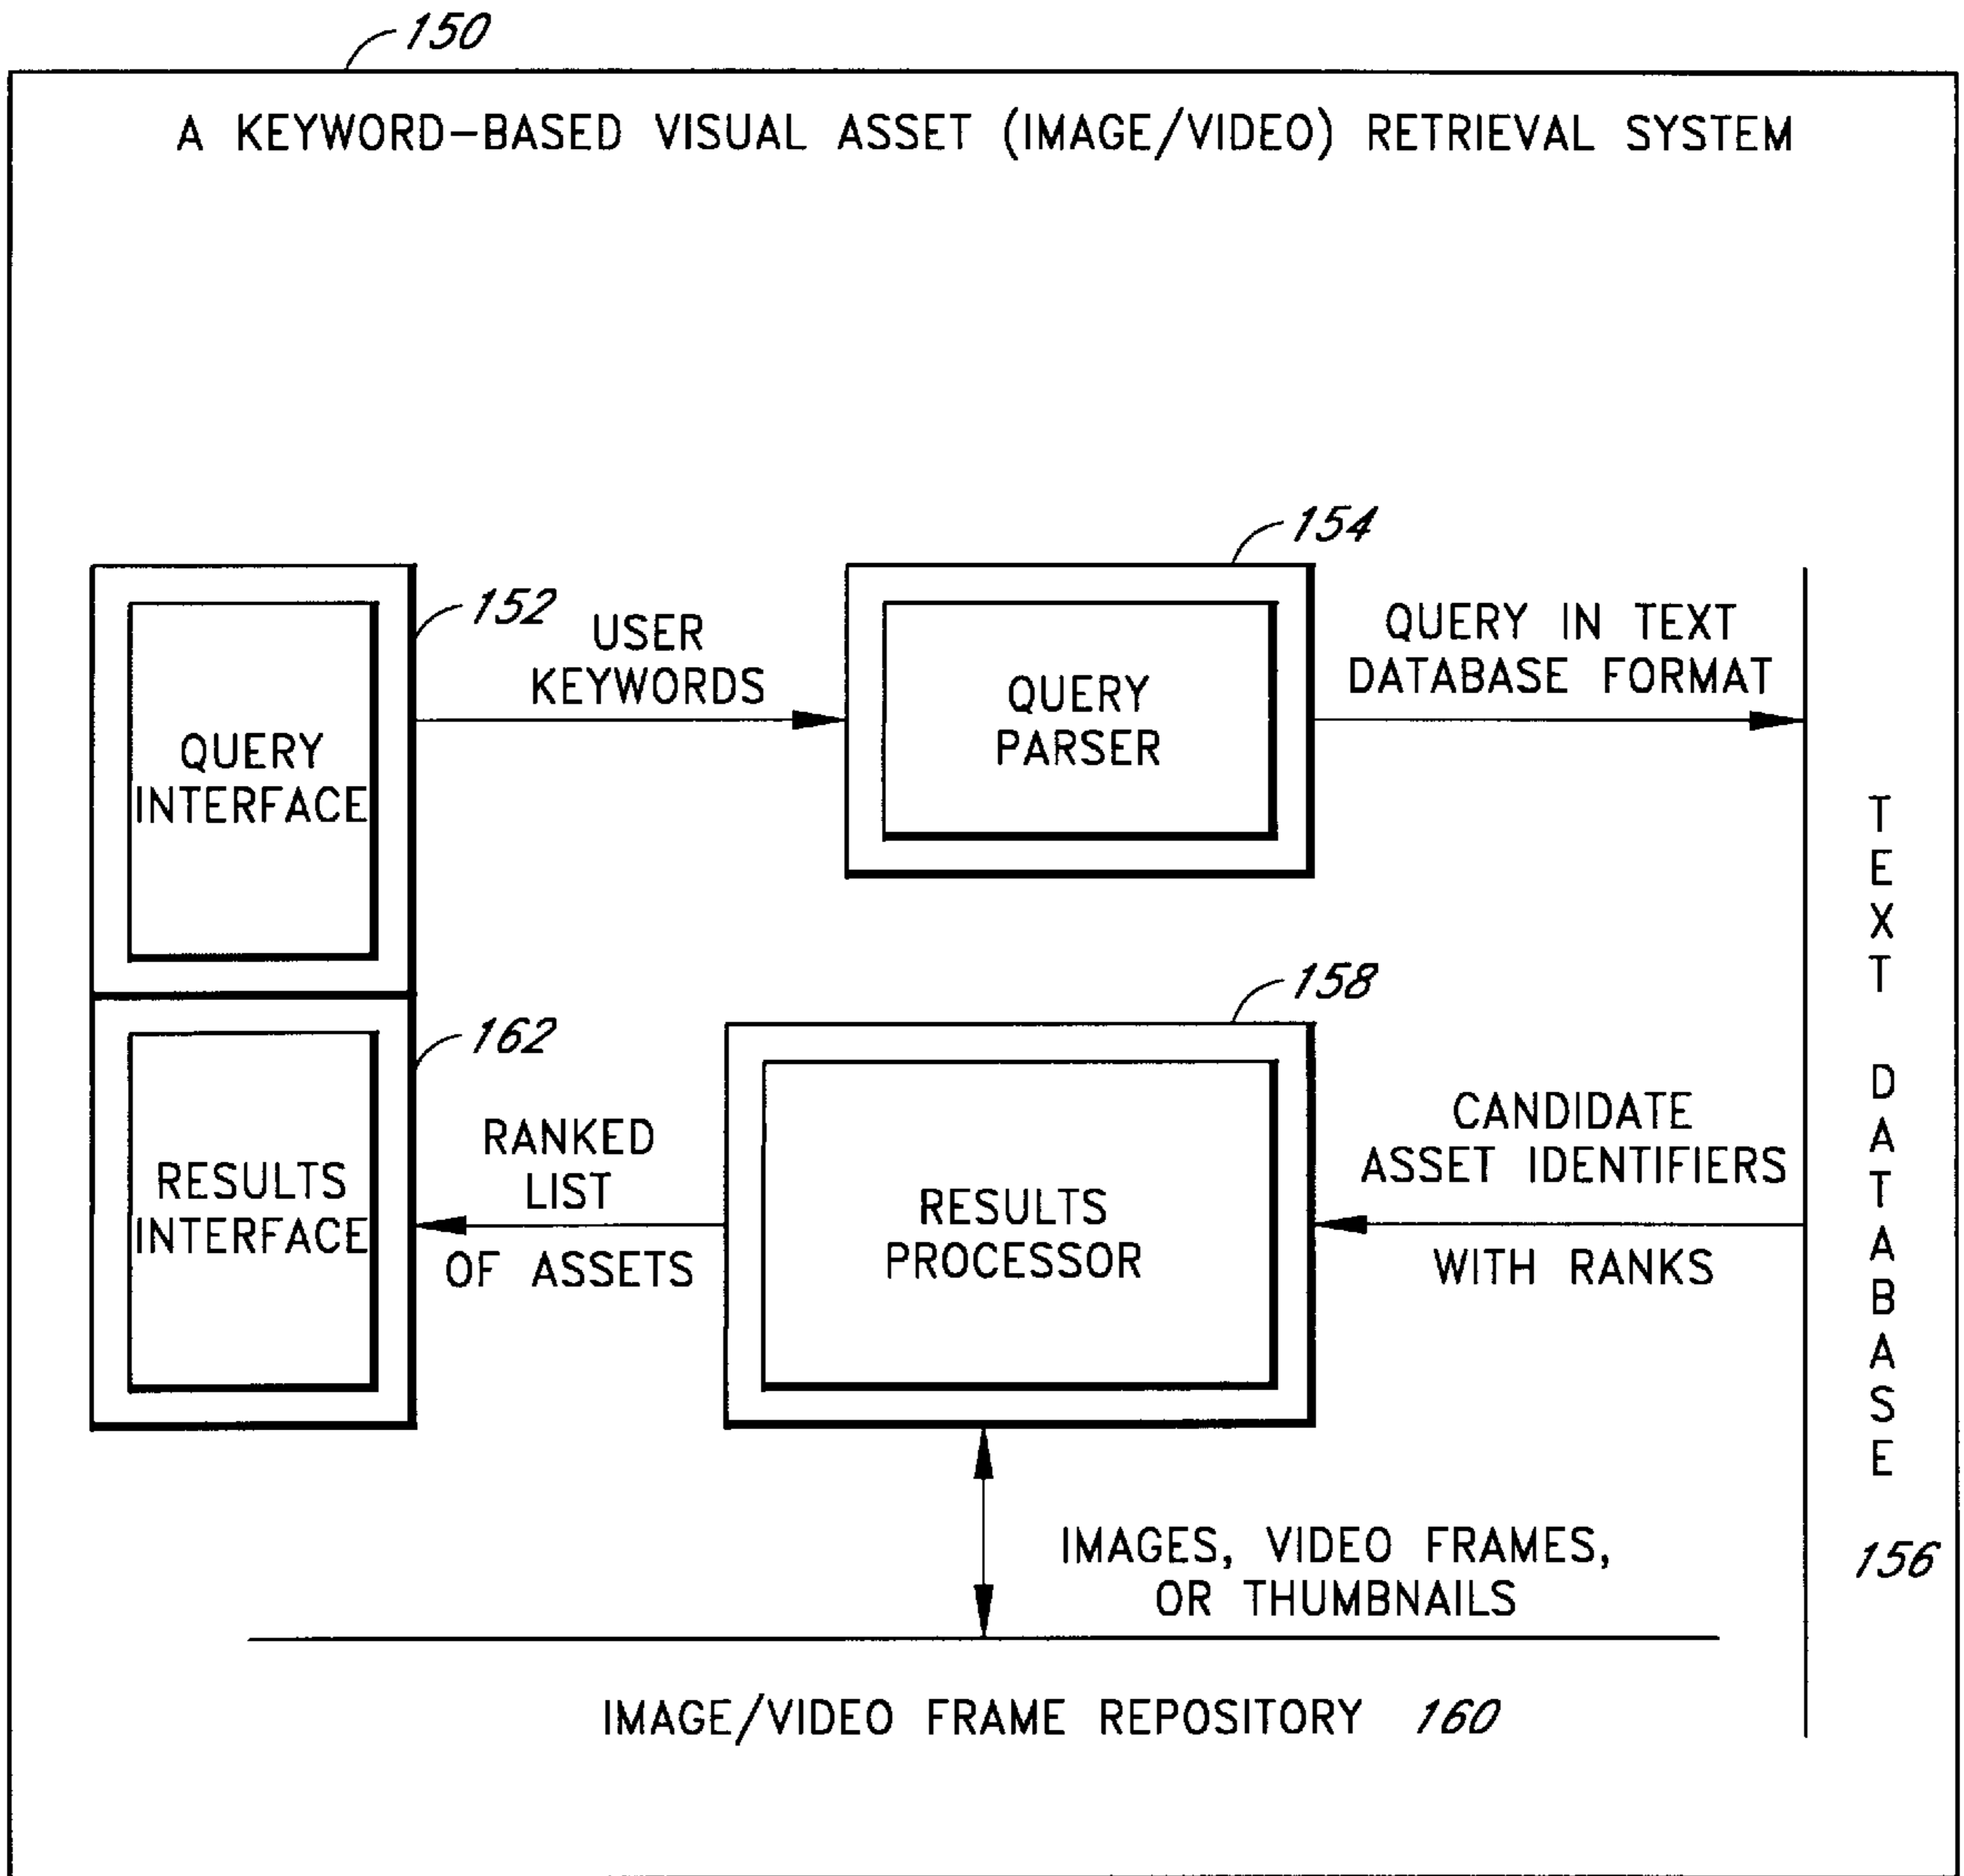 150
A KEYWORD-BASED VISUAL ASSET (IMAGE/VIDEO) RETRIEVAL SYSTEM
QUERY
INTERFACE
152
USER
KEYWORDS
154
QUERY
PARSER
QUERY IN TEXT
DATABASE FORMAT
TEXT DATABASE
156
RESULTS
INTERFACE
162
RANKED
LIST
OF ASSETS
158
RESULTS
PROCESSOR
CANDIDATE
ASSET IDENTIFIERS
WITH RANKS
IMAGES, VIDEO FRAMES,
OR THUMBNAILS
IMAGE/VIDEO FRAME REPOSITORY 160